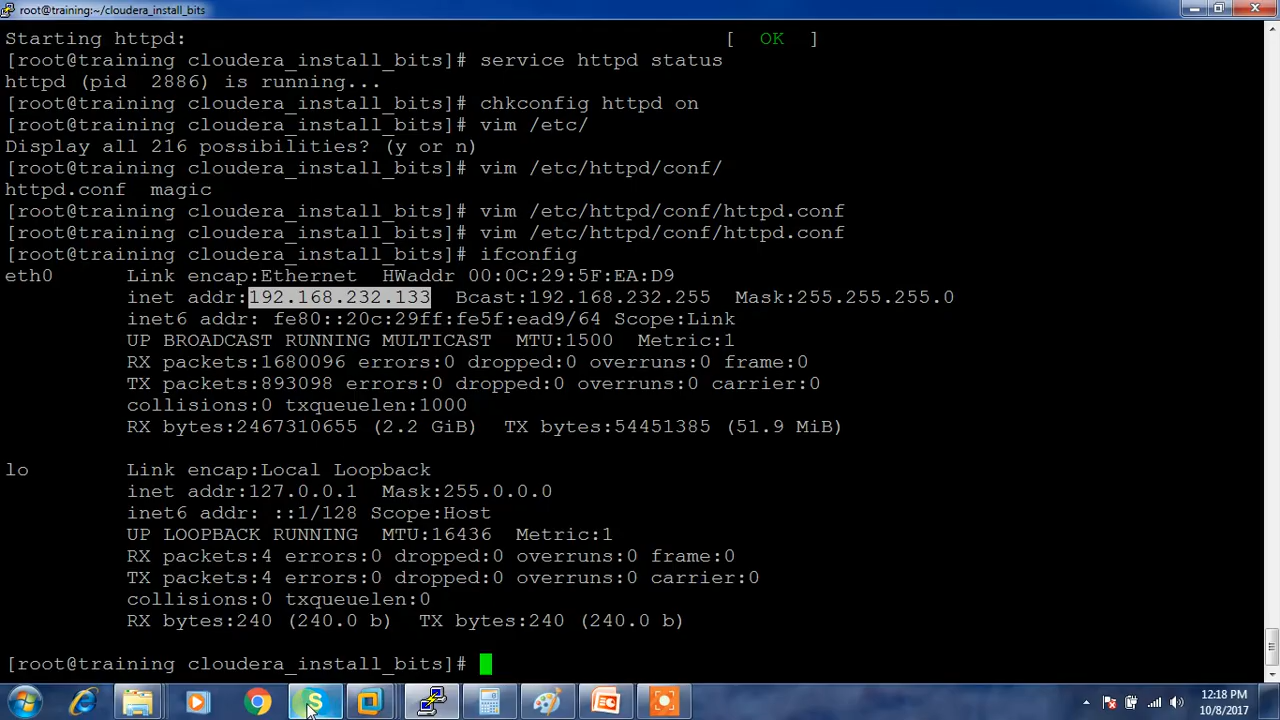 root@training:~/cloudera_install_bits
Starting httpd:                                            [  OK  ]
[root@training cloudera_install_bits]# service httpd status
httpd (pid  2886) is running...
[root@training cloudera_install_bits]# chkconfig httpd on
[root@training cloudera_install_bits]# vim /etc/
Display all 216 possibilities? (y or n)
[root@training cloudera_install_bits]# vim /etc/httpd/conf/
httpd.conf  magic
[root@training cloudera_install_bits]# vim /etc/httpd/conf/httpd.conf
[root@training cloudera_install_bits]# vim /etc/httpd/conf/httpd.conf
[root@training cloudera_install_bits]# ifconfig
eth0      Link encap:Ethernet  HWaddr 00:0C:29:5F:EA:D9
          inet addr:192.168.232.133  Bcast:192.168.232.255  Mask:255.255.255.0
          inet6 addr: fe80::20c:29ff:fe5f:ead9/64 Scope:Link
          UP BROADCAST RUNNING MULTICAST  MTU:1500  Metric:1
          RX packets:1680096 errors:0 dropped:0 overruns:0 frame:0
          TX packets:893098 errors:0 dropped:0 overruns:0 carrier:0
          collisions:0 txqueuelen:1000
          RX bytes:2467310655 (2.2 GiB)  TX bytes:54451385 (51.9 MiB)
lo        Link encap:Local Loopback
          inet addr:127.0.0.1  Mask:255.0.0.0
          inet6 addr: ::1/128 Scope:Host
          UP LOOPBACK RUNNING  MTU:16436  Metric:1
          RX packets:4 errors:0 dropped:0 overruns:0 frame:0
          TX packets:4 errors:0 dropped:0 overruns:0 carrier:0
          collisions:0 txqueuelen:0
          RX bytes:240 (240.0 b)  TX bytes:240 (240.0 b)
[root@training cloudera_install_bits]#
12:18 PM
10/8/2017